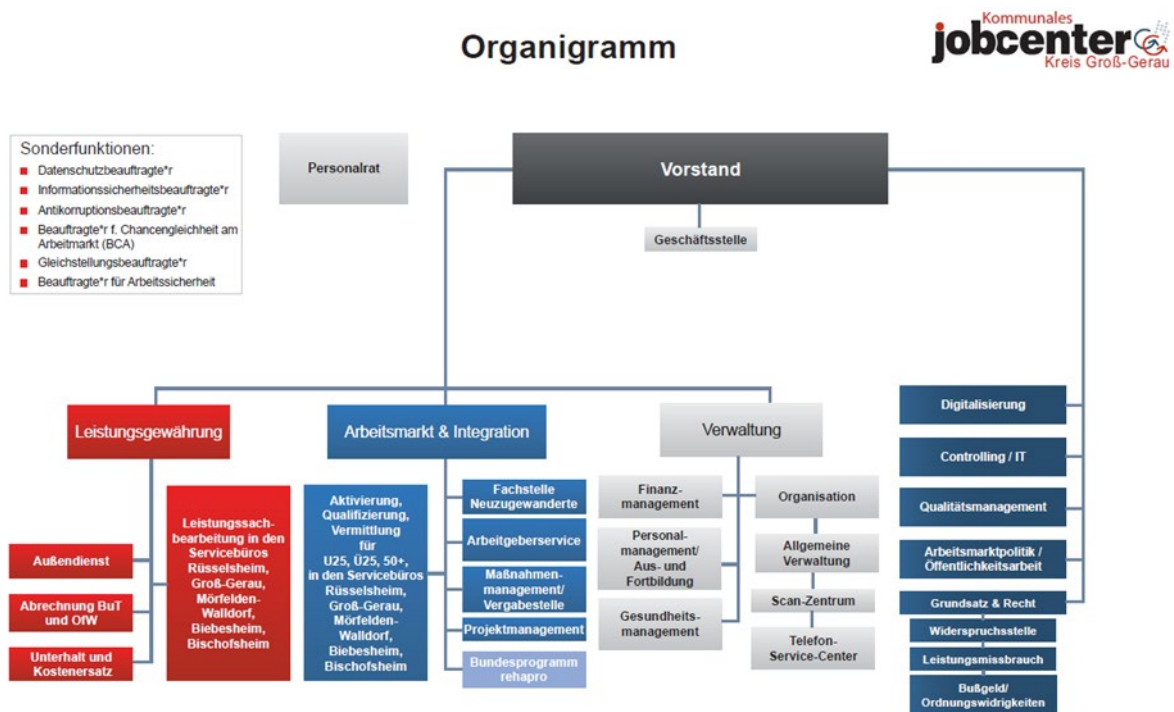 Organigramm
Kommunales
jobcenter
Kreis Groß-Gerau
Sonderfunktionen:
Datenschutzbeauftragte*r
Informationssicherheitsbeauftragte*r
Antikorruptionsbeauftragte*r
Beauftragte*r f. Chancengleichheit am
Arbeitmarkt (BCA)
Gleichstellungsbeauftragte*r
Beauftragte*r für Arbeitssicherheit
Personalrat
Vorstand
Geschäftsstelle
Leistungsgewährung
Außendienst
Abrechnung BuT
und OfW
Unterhalt und
Kostenersatz
Leistungssach-
bearbeitung in den
Servicebüros
Rüsselsheim,
Groß-Gerau,
Mörfelden-
Walldorf,
Biebesheim,
Bischofsheim
Arbeitsmarkt & Integration
Aktivierung,
Qualifizierung,
Vermittlung
für
U25, Ü25, 50+,
in den Servicebüros
Rüsselsheim,
Groß-Gerau,
Mörfelden-
Walldorf,
Biebesheim,
Bischofsheim
Fachstelle
Neuzugewanderte
Arbeitgeberservice
Maßnahmen-
management/
Vergabestelle
Projektmanagement
Bundesprogramm
rehapro
Verwaltung
Finanz-
management
Personal-
management/
Aus- und
Fortbildung
Gesundheits-
management
Organisation
Allgemeine
Verwaltung
Scan-Zentrum
Telefon-
Service-Center
Digitalisierung
Controlling / IT
Qualitätsmanagement
Arbeitsmarktpolitik /
Öffentlichkeitsarbeit
Grundsatz & Recht
Widerspruchsstelle
Leistungsmissbrauch
Bußgeld/
Ordnungswidrigkeiten